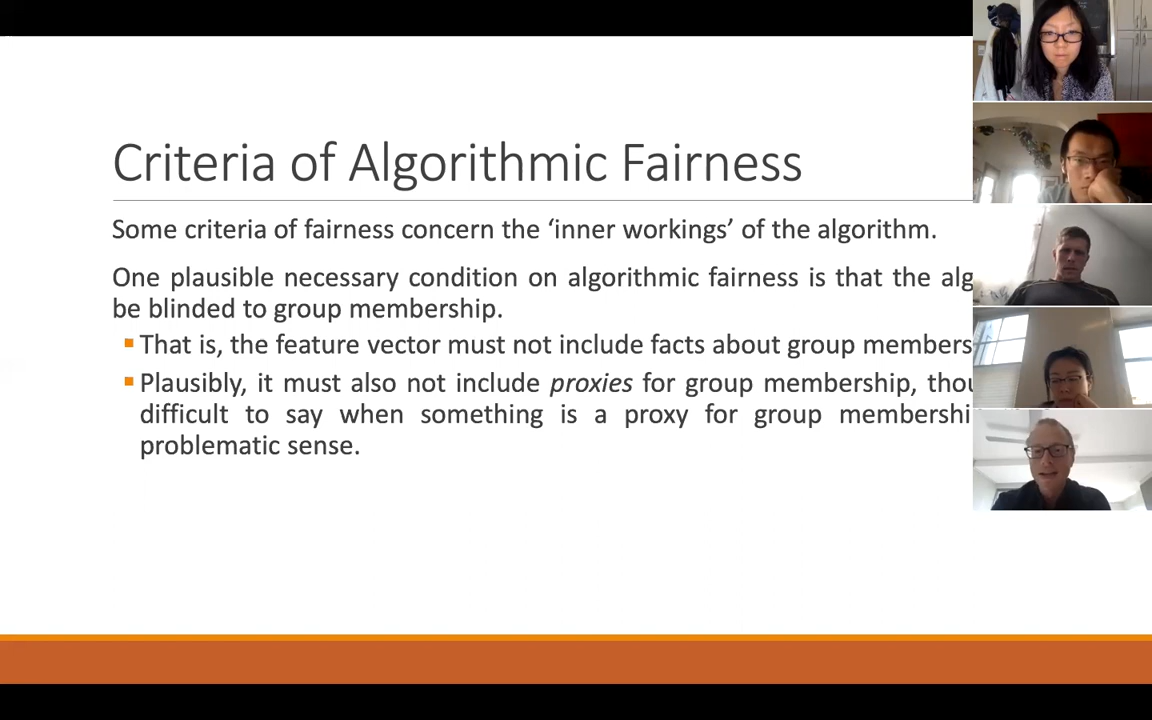 Criteria of Algorithmic Fairness
Some criteria of fairness concern the ‘inner workings’ of the algorithm.
One plausible necessary condition on algorithmic fairness is that the alg
be blinded to group membership.
That is, the feature vector must not include facts about group members
Plausibly, it must also not include proxies for group membership, thou
difficult to say when something is a proxy for group membershi
problematic sense.